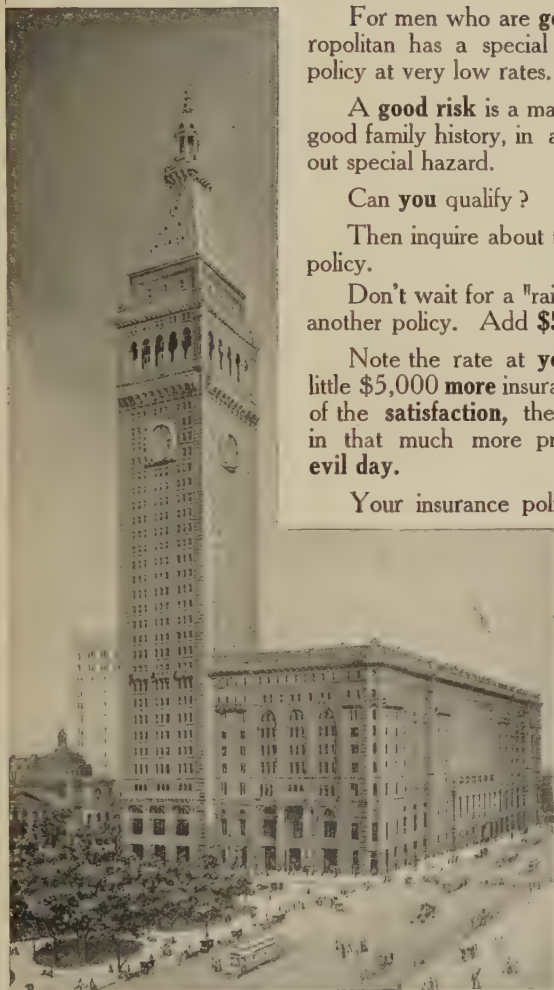 For men who are go
ropolitan has a special
policy at very low rates.
A good risk is a ma
good family history, in a
out special hazard.
Can you qualify ?
Then inquire about t
policy.
Don't wait for a "rai
another policy. Add $5
Note the rate at yo
little $5,000 more insura
of the satisfaction, the
in that much more pr
evil day.
Your insurance poli